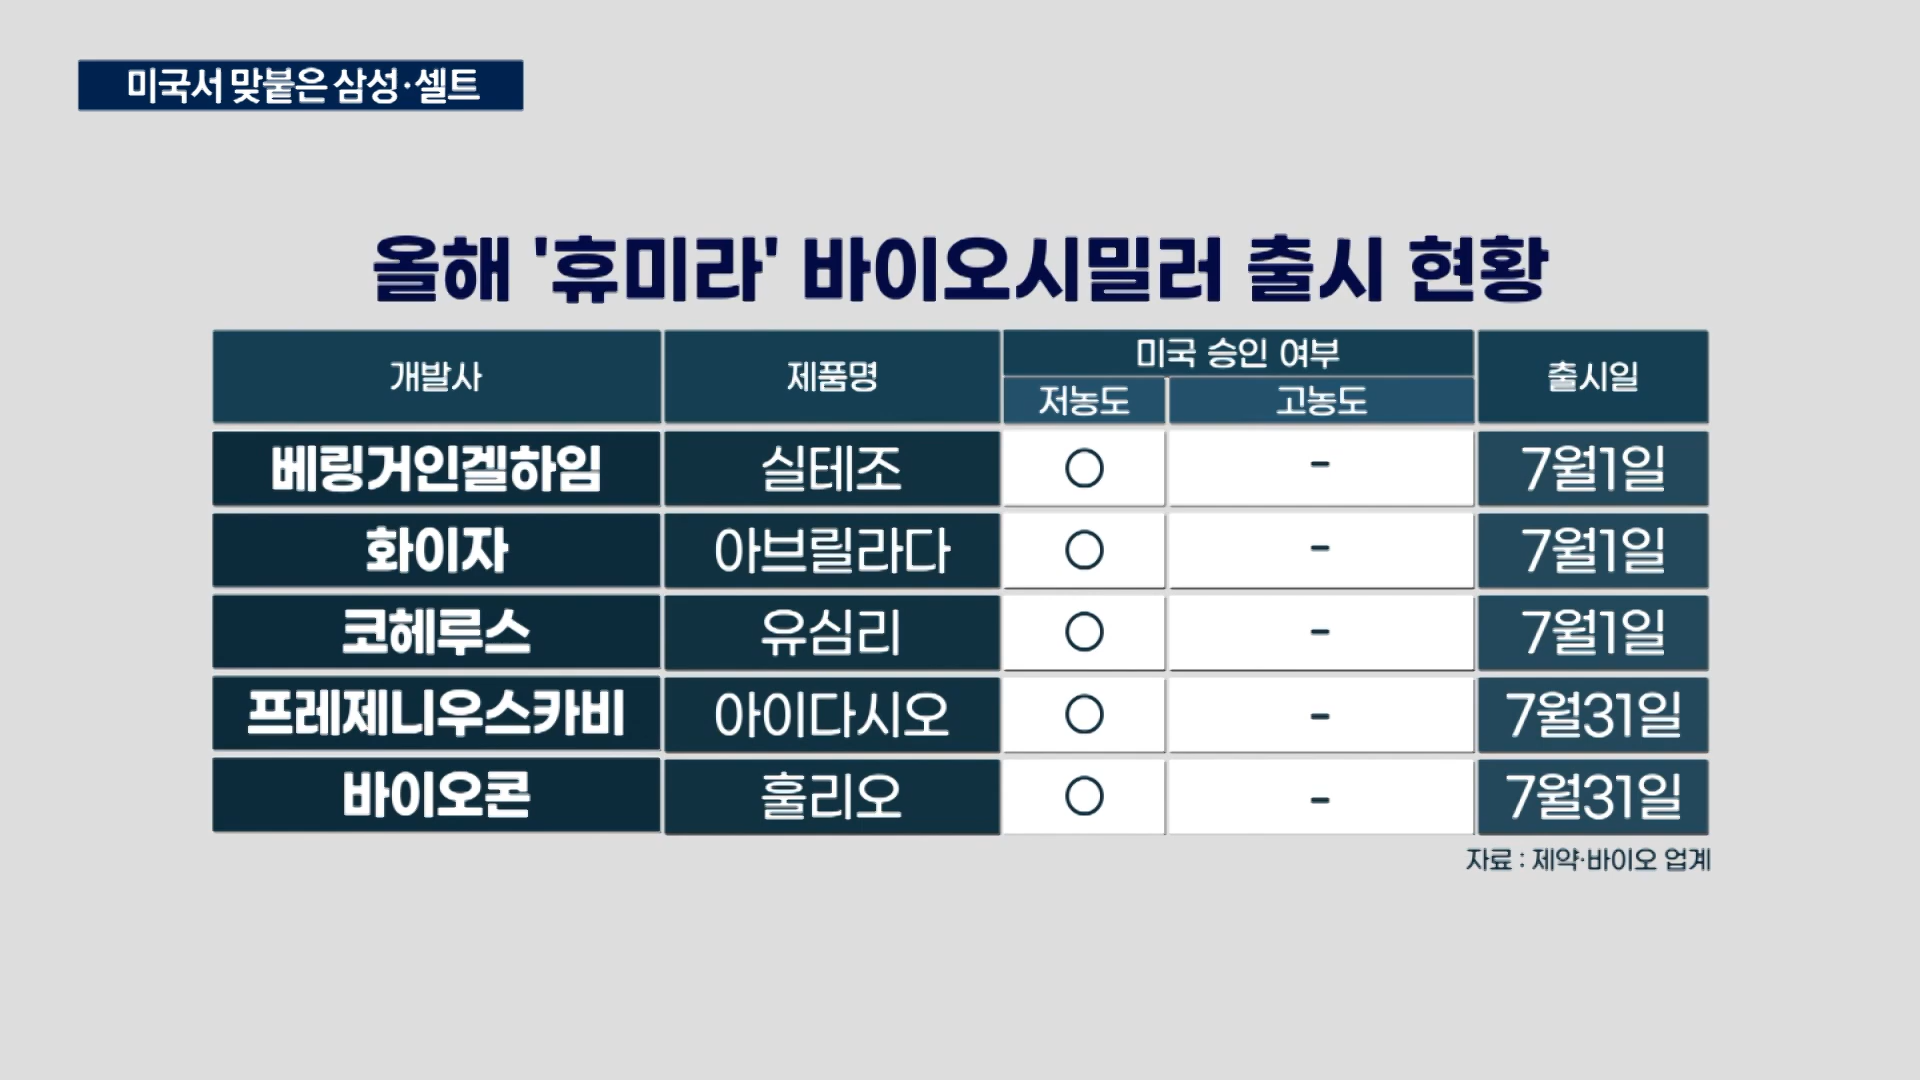 미국서 맞붙은 삼성·셀트
올해 '휴미라' 바이오시밀러 출시 현황
개발사 제품명 미국 승인 여부 출시일
저농도 고농도
베링거인겔하임 실테조 ○ - 7월1일
화이자 아브릴라다 ○ - 7월1일
코헤루스 유심리 ○ - 7월1일
프레제니우스카비 아이다시오 ○ - 7월31일
바이오콘 훌리오 ○ - 7월31일
자료 : 제약·바이오 업계